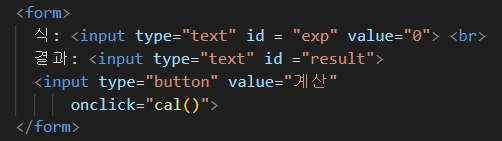 <form>
식: <input type="text" id = "exp" value="0"> <br>
결과: <input type="text" id ="result">
<input type="button" value="계산"
onclick="cal()">
</form>